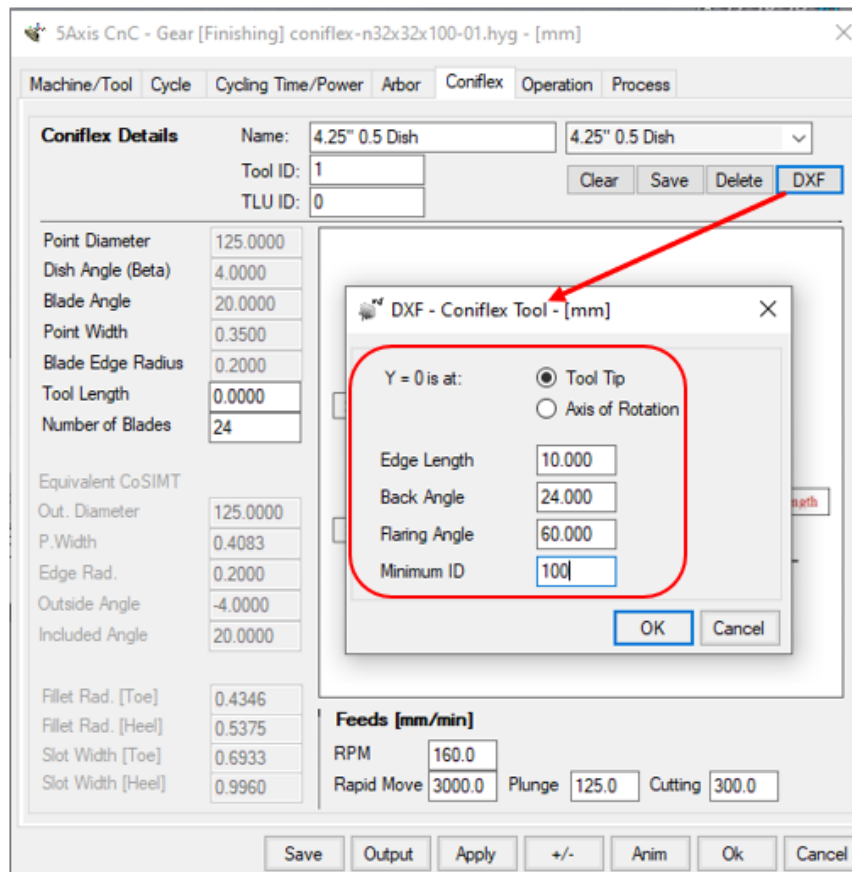 5Axis CnC - Gear [Finishing] coniflex-n32x32x100-01.hyg - [mm]
Machine/Tool Cycle Cycling Time/Power Arbor Coniflex Operation Process
Coniflex Details Name: 4.25" 0.5 Dish 4.25" 0.5 Dish
Tool ID: 1
Clear Save Delete DXF
TLU ID: 0
Point Diameter 125.0000
Dish Angle (Beta) 4.0000
Blade Angle 20.0000
Point Width 0.3500
Blade Edge Radius 0.2000
Tool Length 0.0000
Number of Blades 24
Equivalent CoSIMT
Out. Diameter 125.0000
P.Width 0.4083
Edge Rad. 0.2000
Outside Angle -4.0000
Included Angle 20.0000
Fillet Rad. [Toe] 0.4346
Fillet Rad. [Heel] 0.5375
Slot Width [Toe] 0.6933
Slot Width [Heel] 0.9960
DXF - Coniflex Tool - [mm]
Y = 0 is at: Tool Tip
Axis of Rotation
Edge Length 10.000
Back Angle 24.000
Flaring Angle 60.000
Minimum ID 100
OK Cancel
Feeds [mm/min]
RPM 160.0
Rapid Move 3000.0 Plunge 125.0 Cutting 300.0
Save Output Apply +/- Anim Ok Cancel